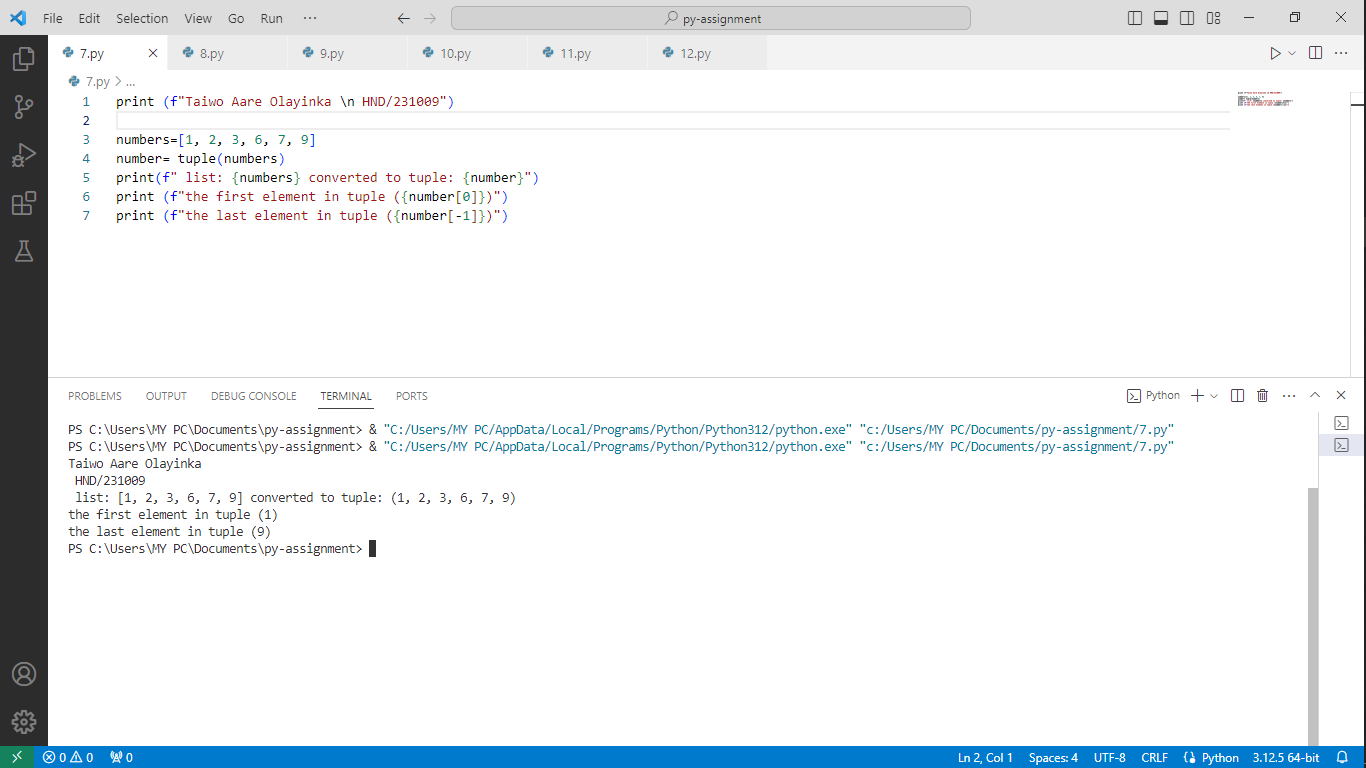 File Edit Selection View Go Run ··· py-assignment
7.py 8.py 9.py 10.py 11.py 12.py
7.py > ...
1 print (f"Taiwo Aare Olayinka \n HND/231009")
2
3 numbers=[1, 2, 3, 6, 7, 9]
4 number= tuple(numbers)
5 print(f" list: {numbers} converted to tuple: {number}")
6 print (f"the first element in tuple ({number[0]})")
7 print (f"the last element in tuple ({number[-1]})")
PROBLEMS OUTPUT DEBUG CONSOLE TERMINAL PORTS Python
PS C:\Users\MY PC\Documents\py-assignment> & "C:/Users/MY PC/AppData/Local/Programs/Python/Python312/python.exe" "c:/Users/MY PC/Documents/py-assignment/7.py"
PS C:\Users\MY PC\Documents\py-assignment> & "C:/Users/MY PC/AppData/Local/Programs/Python/Python312/python.exe" "c:/Users/MY PC/Documents/py-assignment/7.py"
Taiwo Aare Olayinka
 HND/231009
 list: [1, 2, 3, 6, 7, 9] converted to tuple: (1, 2, 3, 6, 7, 9)
the first element in tuple (1)
the last element in tuple (9)
PS C:\Users\MY PC\Documents\py-assignment>
0 0 0 Ln 2, Col 1 Spaces: 4 UTF-8 CRLF Python 3.12.5 64-bit